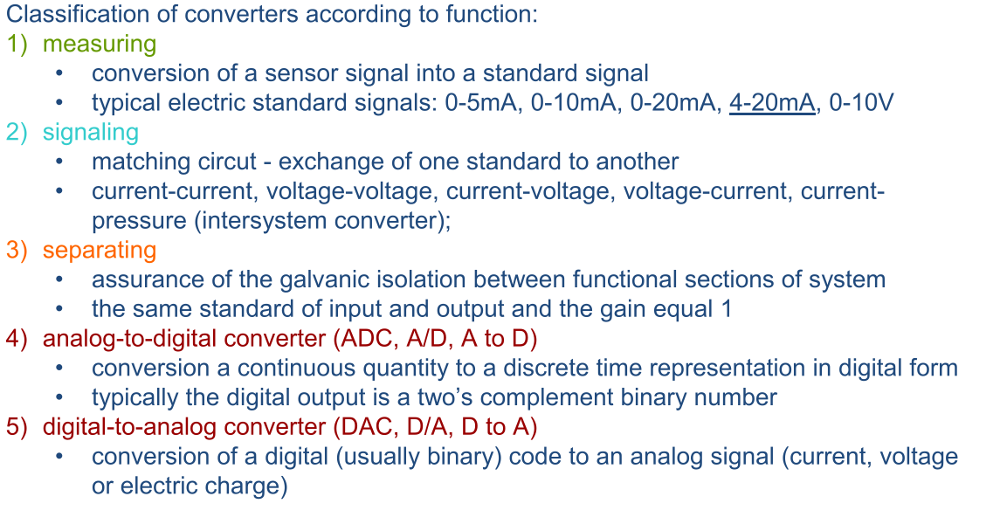 Classification of converters according to function:
1) measuring
• conversion of a sensor signal into a standard signal
• typical electric standard signals: 0-5mA, 0-10mA, 0-20mA, 4-20mA, 0-10V
2) signaling
• matching circut - exchange of one standard to another
• current-current, voltage-voltage, current-voltage, voltage-current, current-
pressure (intersystem converter);
3) separating
• assurance of the galvanic isolation between functional sections of system
• the same standard of input and output and the gain equal 1
4) analog-to-digital converter (ADC, A/D, A to D)
• conversion a continuous quantity to a discrete time representation in digital form
• typically the digital output is a two’s complement binary number
5) digital-to-analog converter (DAC, D/A, D to A)
• conversion of a digital (usually binary) code to an analog signal (current, voltage
or electric charge)